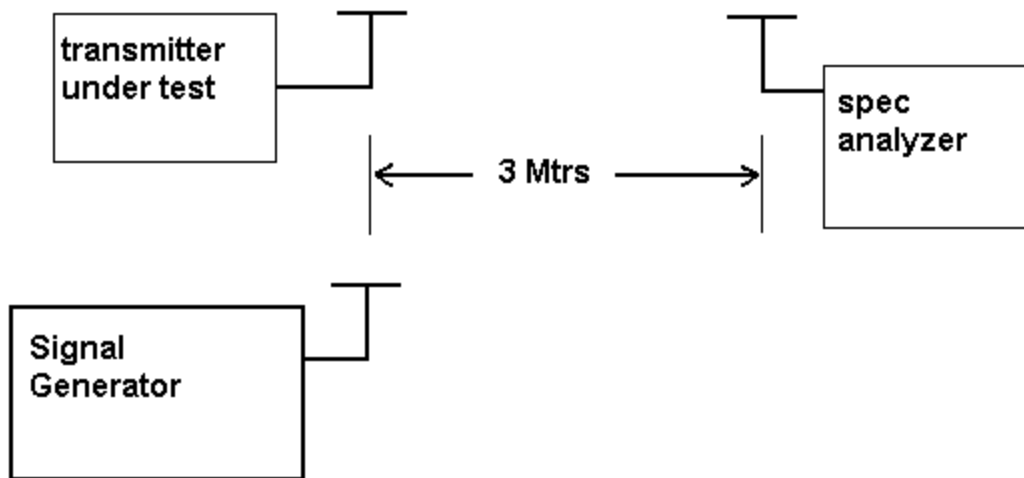 transmitter
under test
spec
analyzer
3 Mtrs
Signal
Generator